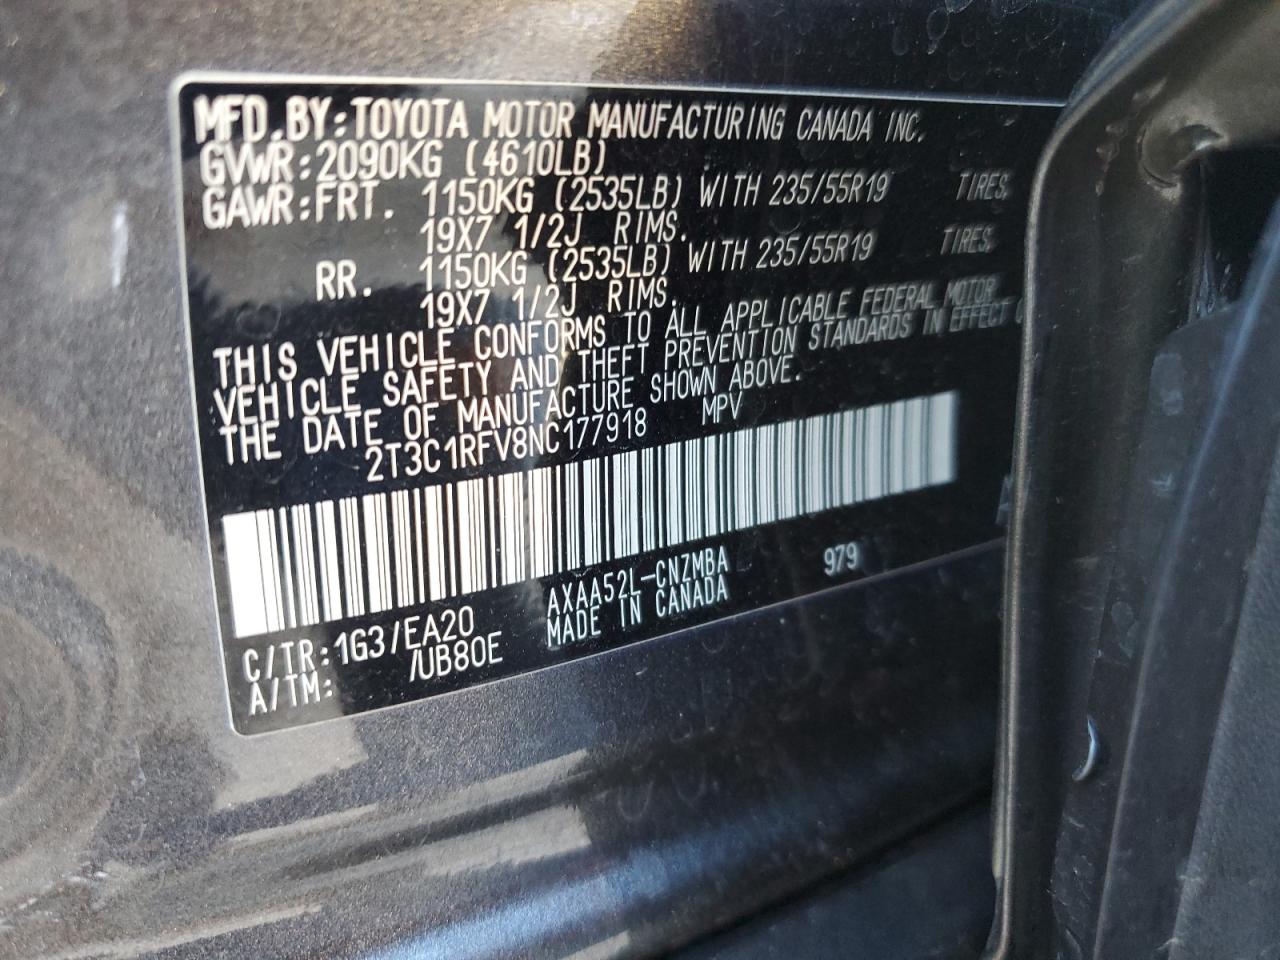 MFD.BY:TOYOTA MOTOR MANUFACTURING CANADA INC.
GVWR:2090KG (4610LB)
GAWR:FRT. 1150KG (2535LB) WITH 235/55R19 TIRES,
19X7 1/2J RIMS.
RR. 1150KG (2535LB) WITH 235/55R19 TIRES,
19X7 1/2J RIMS.
THIS VEHICLE CONFORMS TO ALL APPLICABLE FEDERAL MOTOR
VEHICLE SAFETY AND THEFT PREVENTION STANDARDS IN EFFECT
THE DATE OF MANUFACTURE SHOWN ABOVE.
2T3C1RFV8NC177918 MPV
C/TR:1G3/EA20 AXAA52L-CNZMBA 979
A/TM: /UB80E MADE IN CANADA